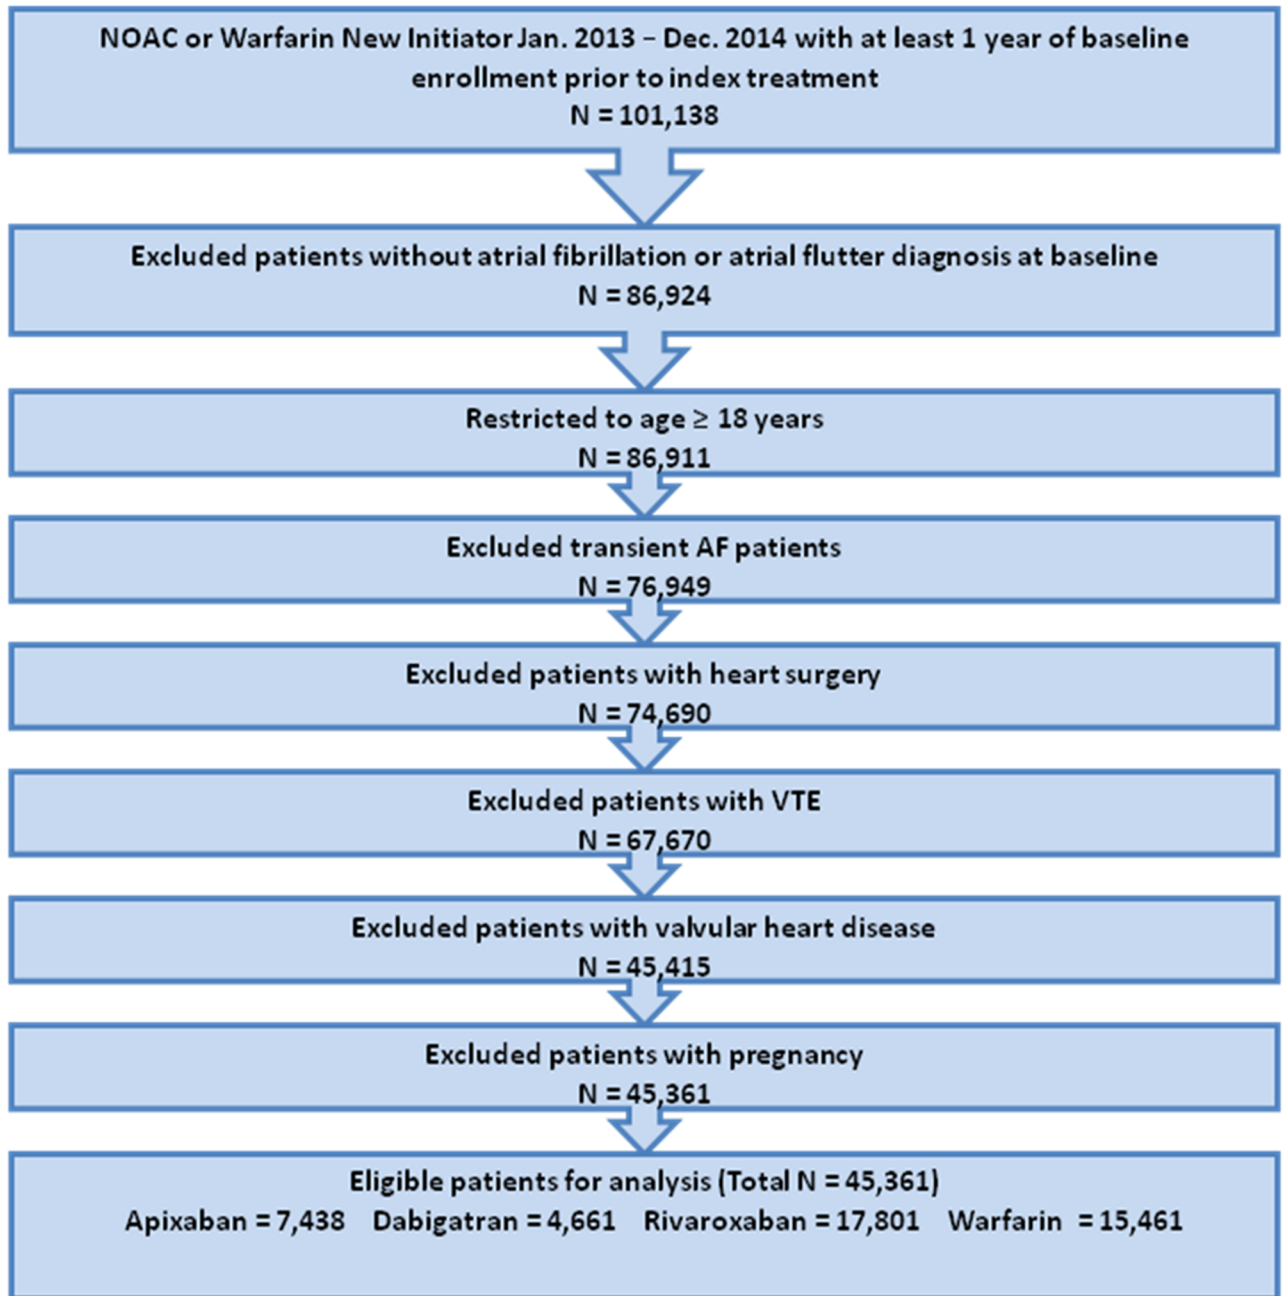 NOAC or Warfarin New Initiator Jan. 2013 – Dec. 2014 with at least 1 year of baseline
enrollment prior to index treatment
N = 101,138
Excluded patients without atrial fibrillation or atrial flutter diagnosis at baseline
N = 86,924
Restricted to age ≥ 18 years
N = 86,911
Excluded transient AF patients
N = 76,949
Excluded patients with heart surgery
N = 74,690
Excluded patients with VTE
N = 67,670
Excluded patients with valvular heart disease
N = 45,415
Excluded patients with pregnancy
N = 45,361
Eligible patients for analysis (Total N = 45,361)
Apixaban = 7,438 Dabigatran = 4,661 Rivaroxaban = 17,801 Warfarin = 15,461